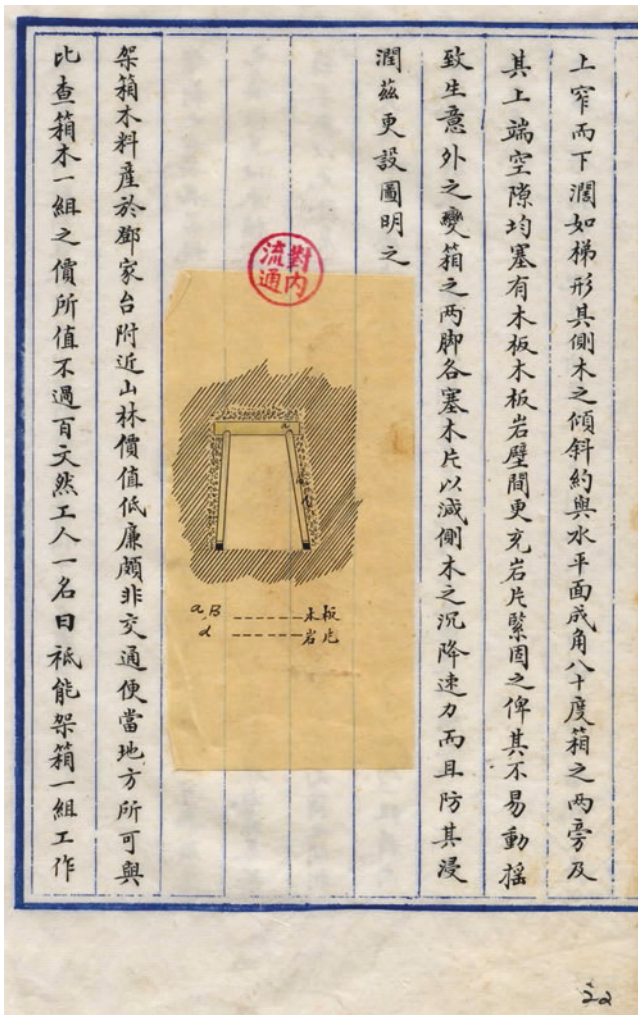 上窄而下濶如梯形其側木之傾斜約與水平面成角八十度箱之两旁及
其上端空隙均塞有木板木板岩壁間更充岩片緊固之俾其不易動搖
致生意外之變箱之两脚各塞木片以減側木之沉降速力而且防其浸
潤茲更設圖明之
對内
流通
a
a,B ------- 木板
d ------- 岩片
架箱木料產於鄧家台附近山林價值低廉頗非交通便當地方所可與
比查箱木一組之價所值不過百文然工人一名日祗能架箱一組工作
22